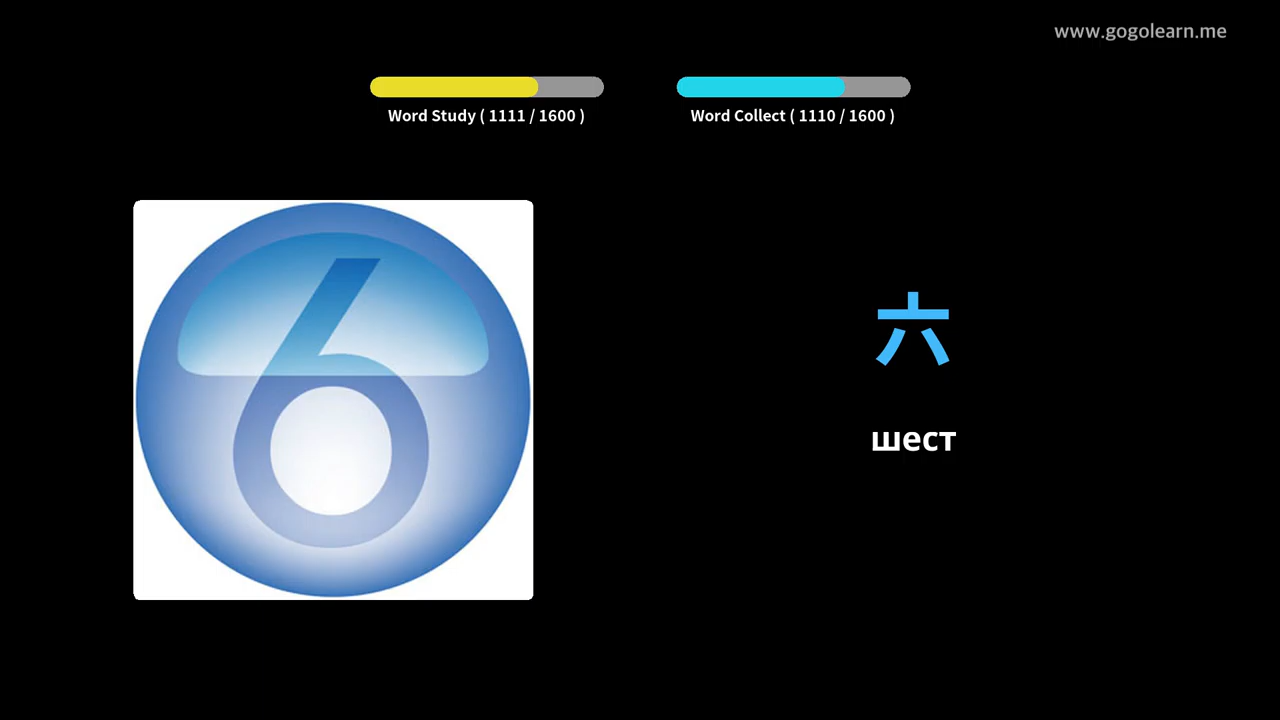 www.gogolearn.me
Word Study ( 1111 / 1600 )
Word Collect ( 1110 / 1600 )
6
六
шест